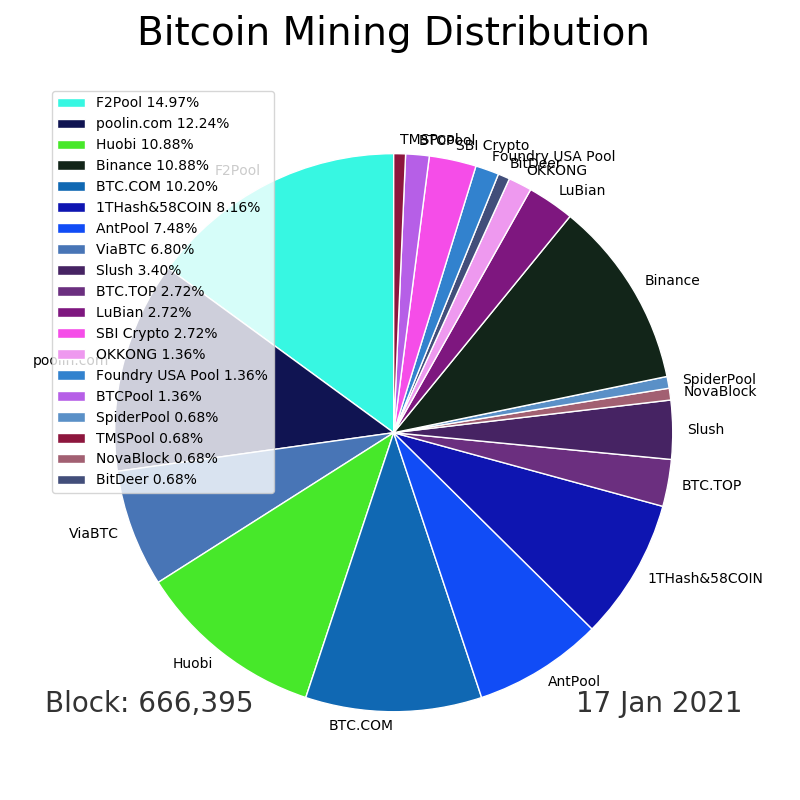 Bitcoin Mining Distribution
F2Pool 14.97%
poolin.com 12.24%
Huobi 10.88%
Binance 10.88%
BTC.COM 10.20%
1THash&58COIN 8.16%
AntPool 7.48%
ViaBTC 6.80%
Slush 3.40%
BTC.TOP 2.72%
LuBian 2.72%
SBI Crypto 2.72%
OKKONG 1.36%
Foundry USA Pool 1.36%
BTCPool 1.36%
SpiderPool 0.68%
TMSPool 0.68%
NovaBlock 0.68%
BitDeer 0.68%
TMSPool
BTCPool
SBI Crypto
Foundry USA Pool
BitDeer
OKKONG
LuBian
F2Pool
Binance
poolin.com
SpiderPool
NovaBlock
Slush
BTC.TOP
ViaBTC
1THash&58COIN
Huobi
AntPool
BTC.COM
Block: 666,395
17 Jan 2021